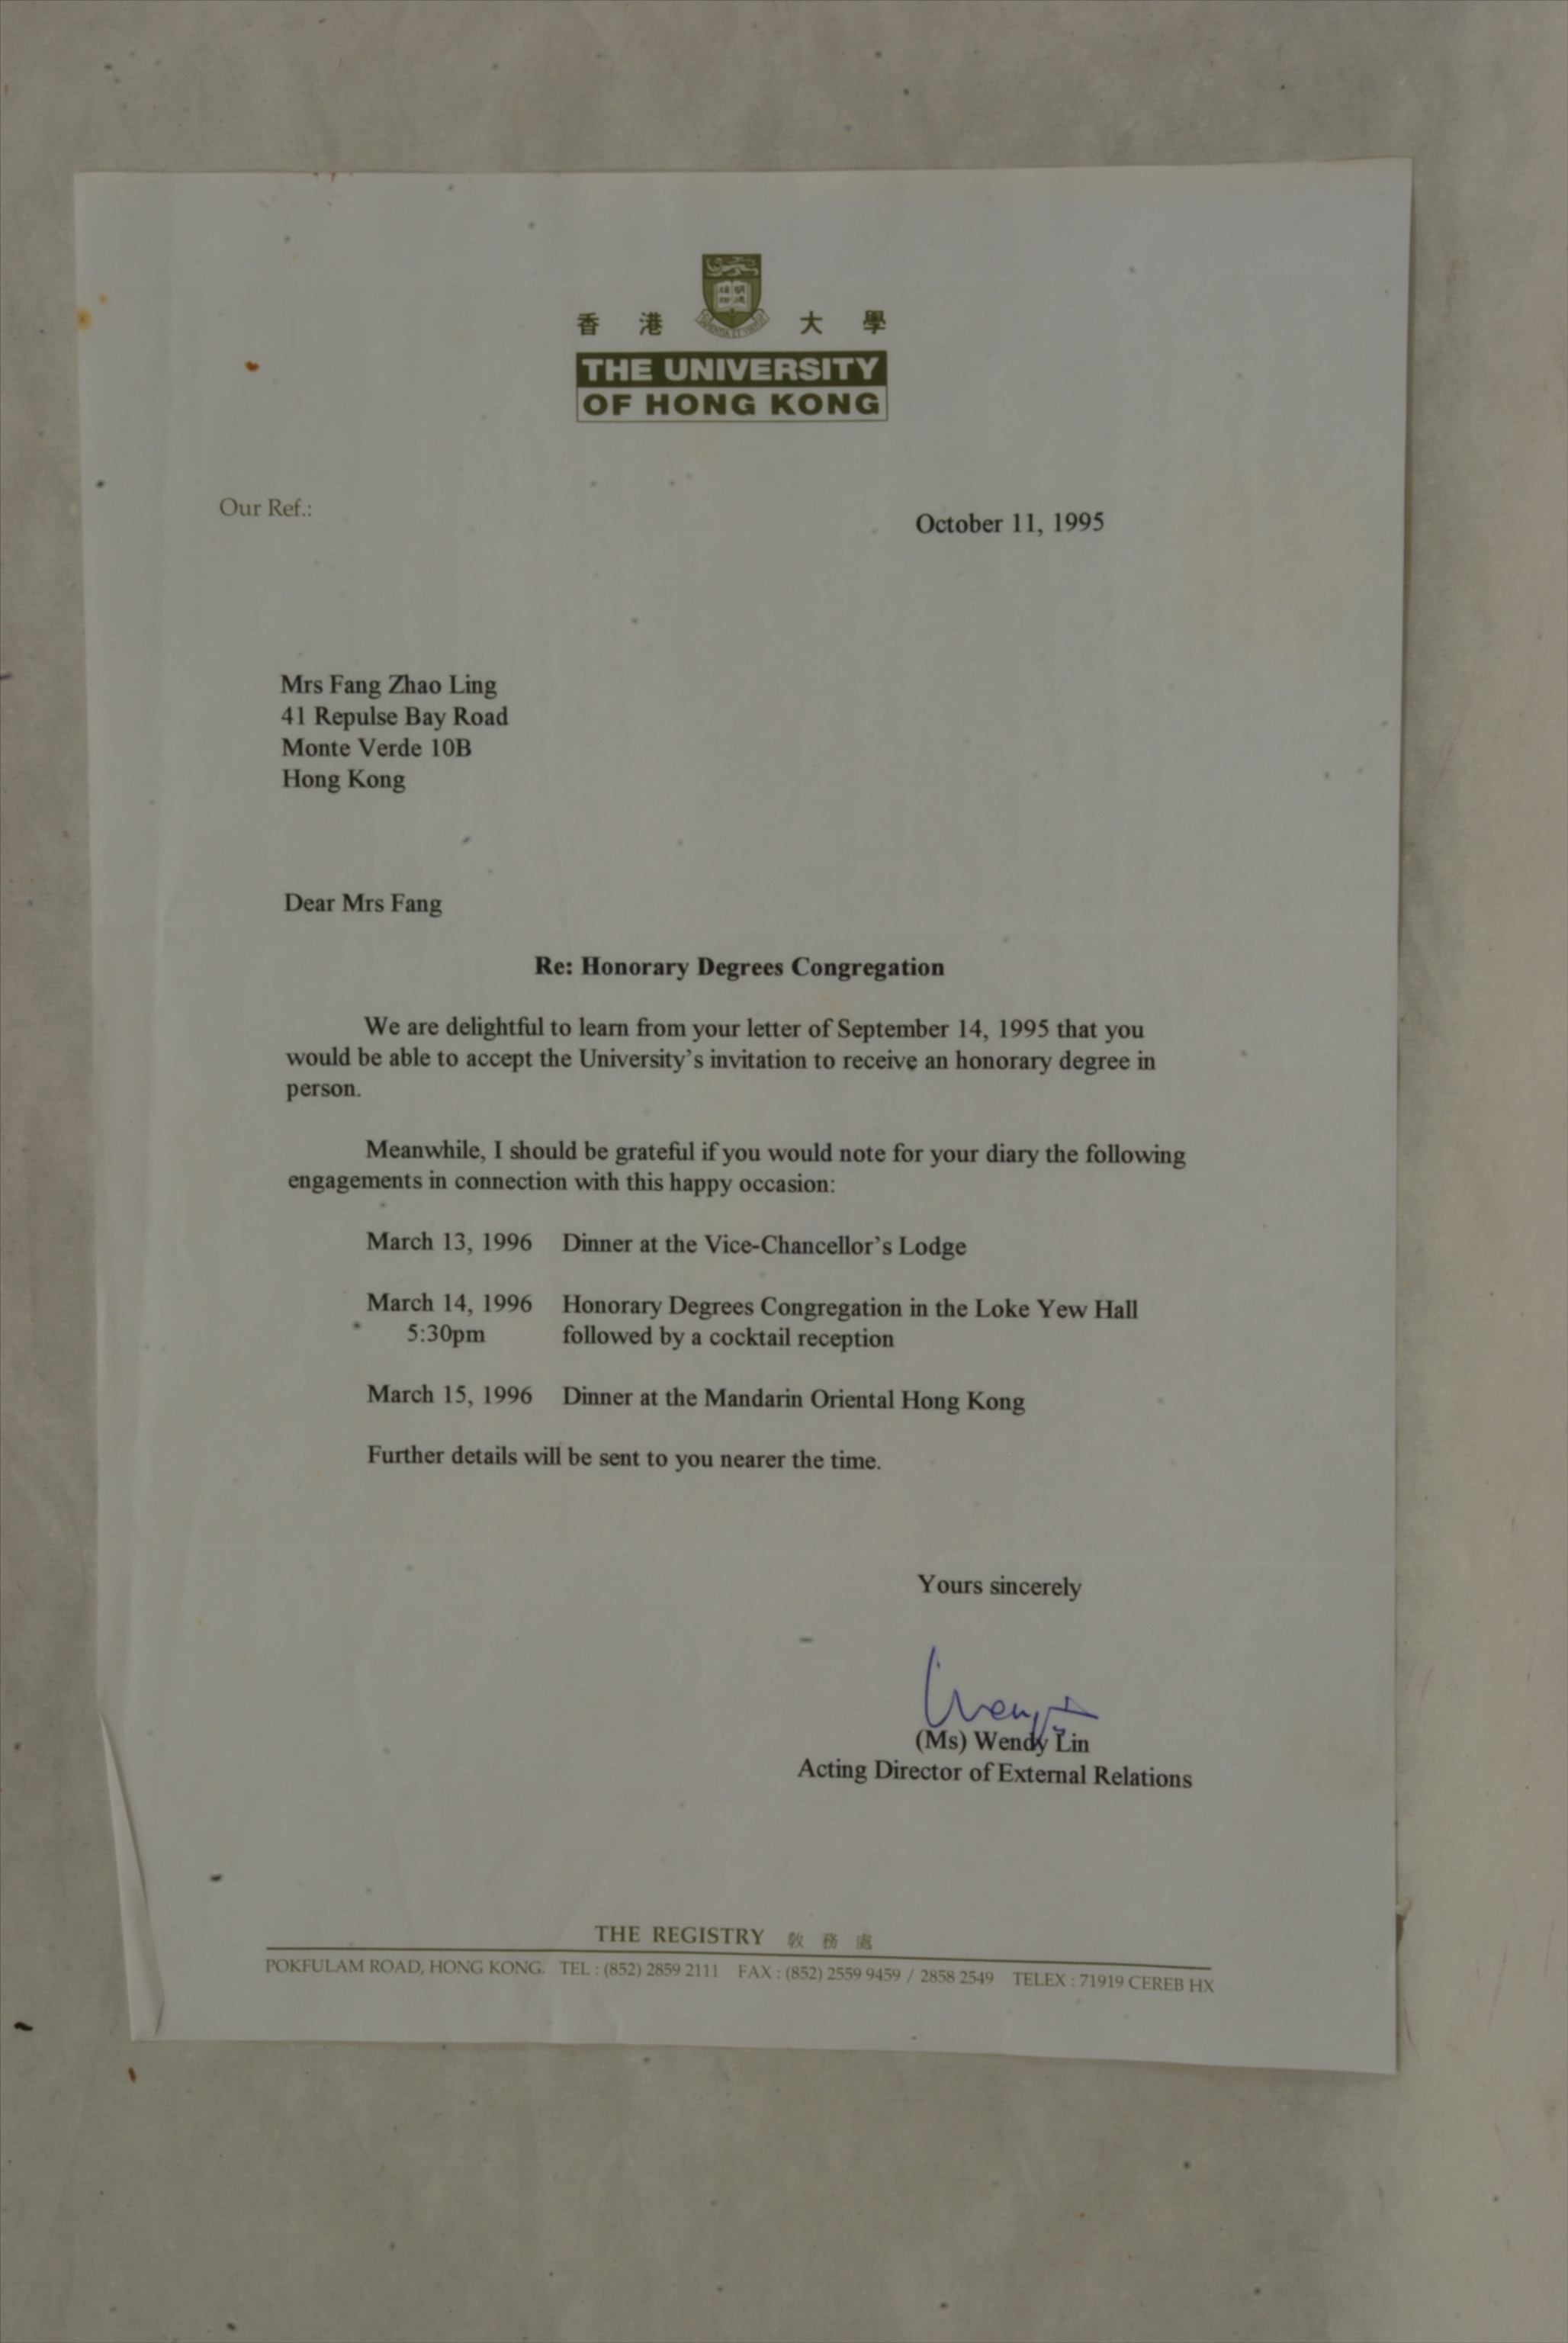 香 港 大 學
THE UNIVERSITY
OF HONG KONG
Our Ref.:
October 11, 1995
Mrs Fang Zhao Ling
41 Repulse Bay Road
Monte Verde 10B
Hong Kong
Dear Mrs Fang
Re: Honorary Degrees Congregation
We are delightful to learn from your letter of September 14, 1995 that you
would be able to accept the University's invitation to receive an honorary degree in
person.
Meanwhile, I should be grateful if you would note for your diary the following
engagements in connection with this happy occasion:
March 13, 1996 Dinner at the Vice-Chancellor's Lodge
March 14, 1996 Honorary Degrees Congregation in the Loke Yew Hall
5:30pm followed by a cocktail reception
March 15, 1996 Dinner at the Mandarin Oriental Hong Kong
Further details will be sent to you nearer the time.
Yours sincerely
(Ms) Wendy Lin
Acting Director of External Relations
THE REGISTRY 教 務 處
POKFULAM ROAD, HONG KONG. TEL : (852) 2859 2111 FAX : (852) 2559 9459 / 2858 2549 TELEX : 71919 CEREB HX